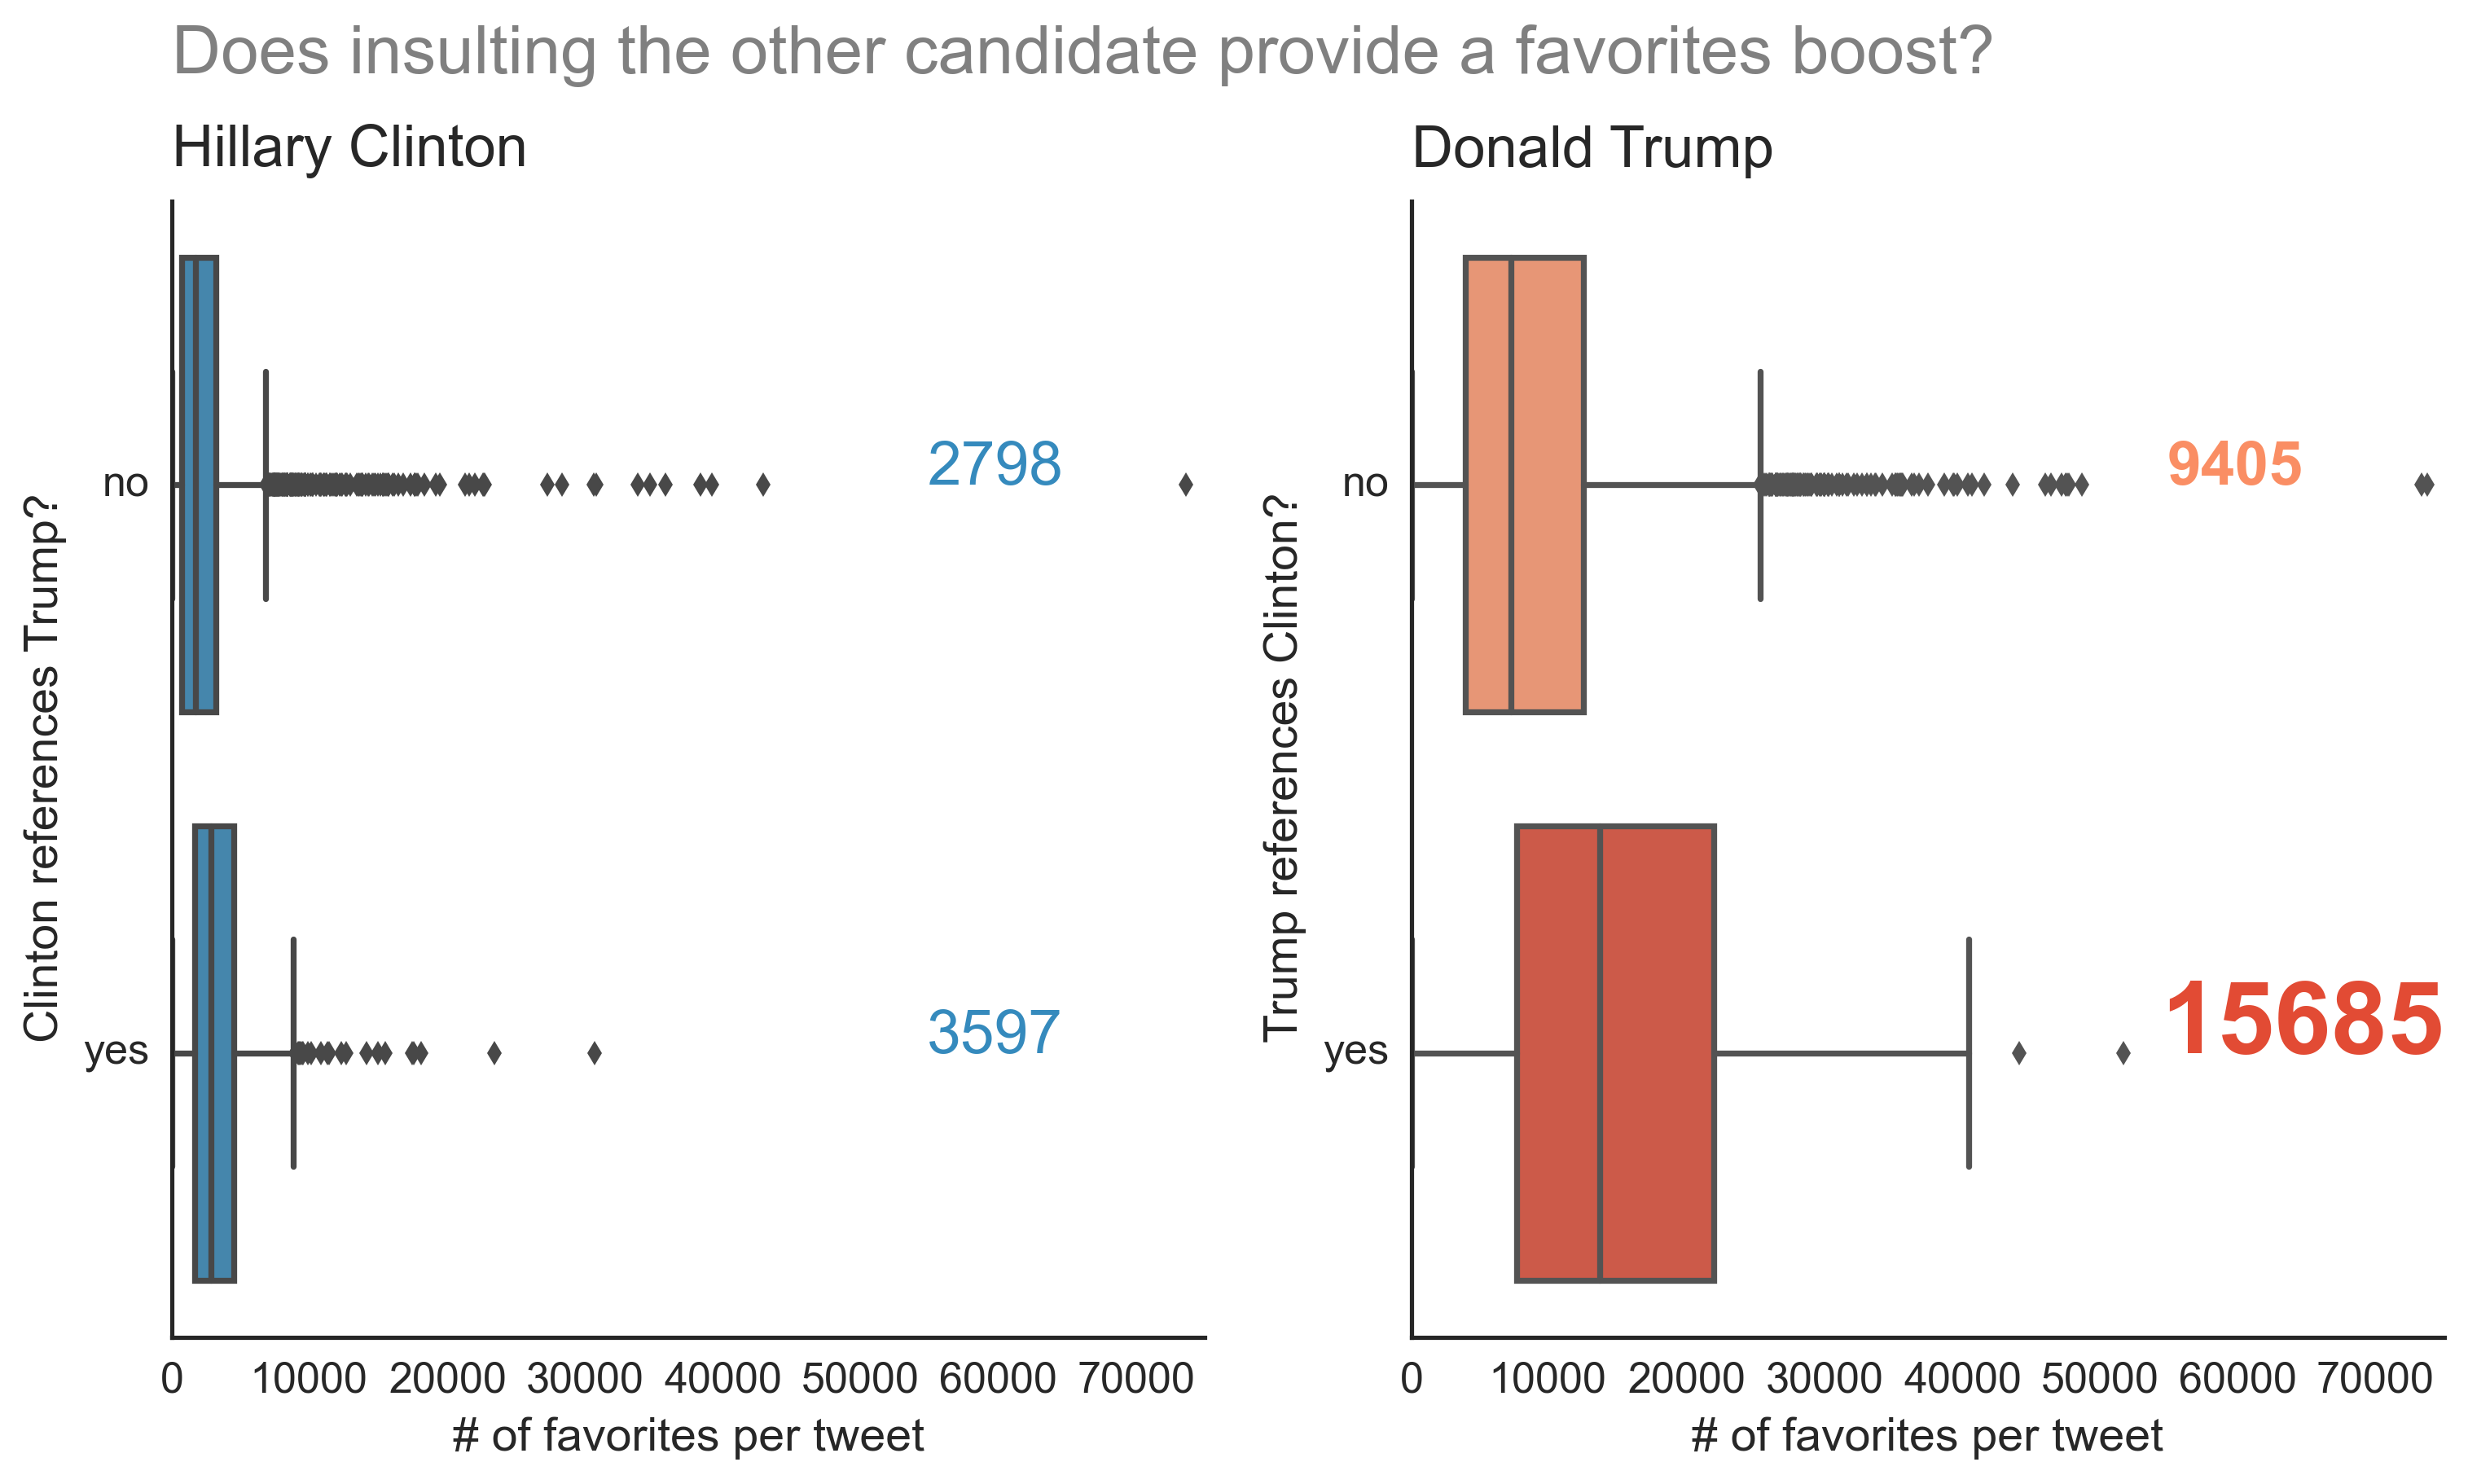 Does insulting the other candidate provide a favorites boost?
Hillary Clinton
Clinton references Trump?
no
2798
yes
3597
0 10000 20000 30000 40000 50000 60000 70000
# of favorites per tweet
Donald Trump
Trump references Clinton?
no
9405
yes
15685
0 10000 20000 30000 40000 50000 60000 70000
# of favorites per tweet